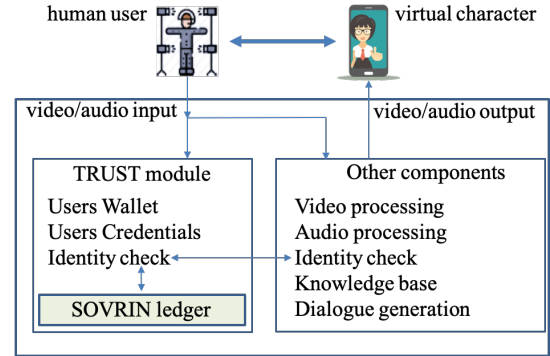 human user
virtual character
video/audio input
video/audio output
TRUST module
Users Wallet
Users Credentials
Identity check
SOVRIN ledger
Other components
Video processing
Audio processing
Identity check
Knowledge base
Dialogue generation